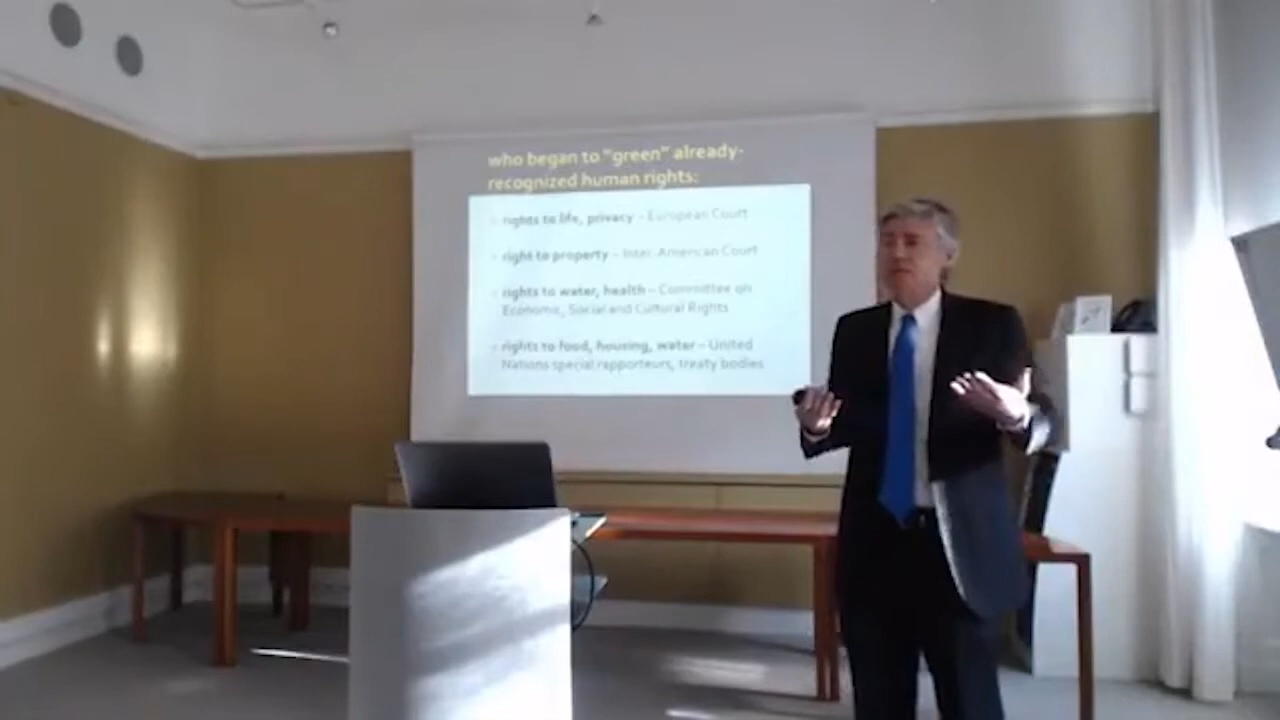 who began to “green” already-
recognized human rights:
rights to life, privacy – European Court
right to property – Inter-American Court
rights to water, health – Committee on
Economic, Social and Cultural Rights
rights to food, housing, water – United
Nations special rapporteurs, treaty bodies